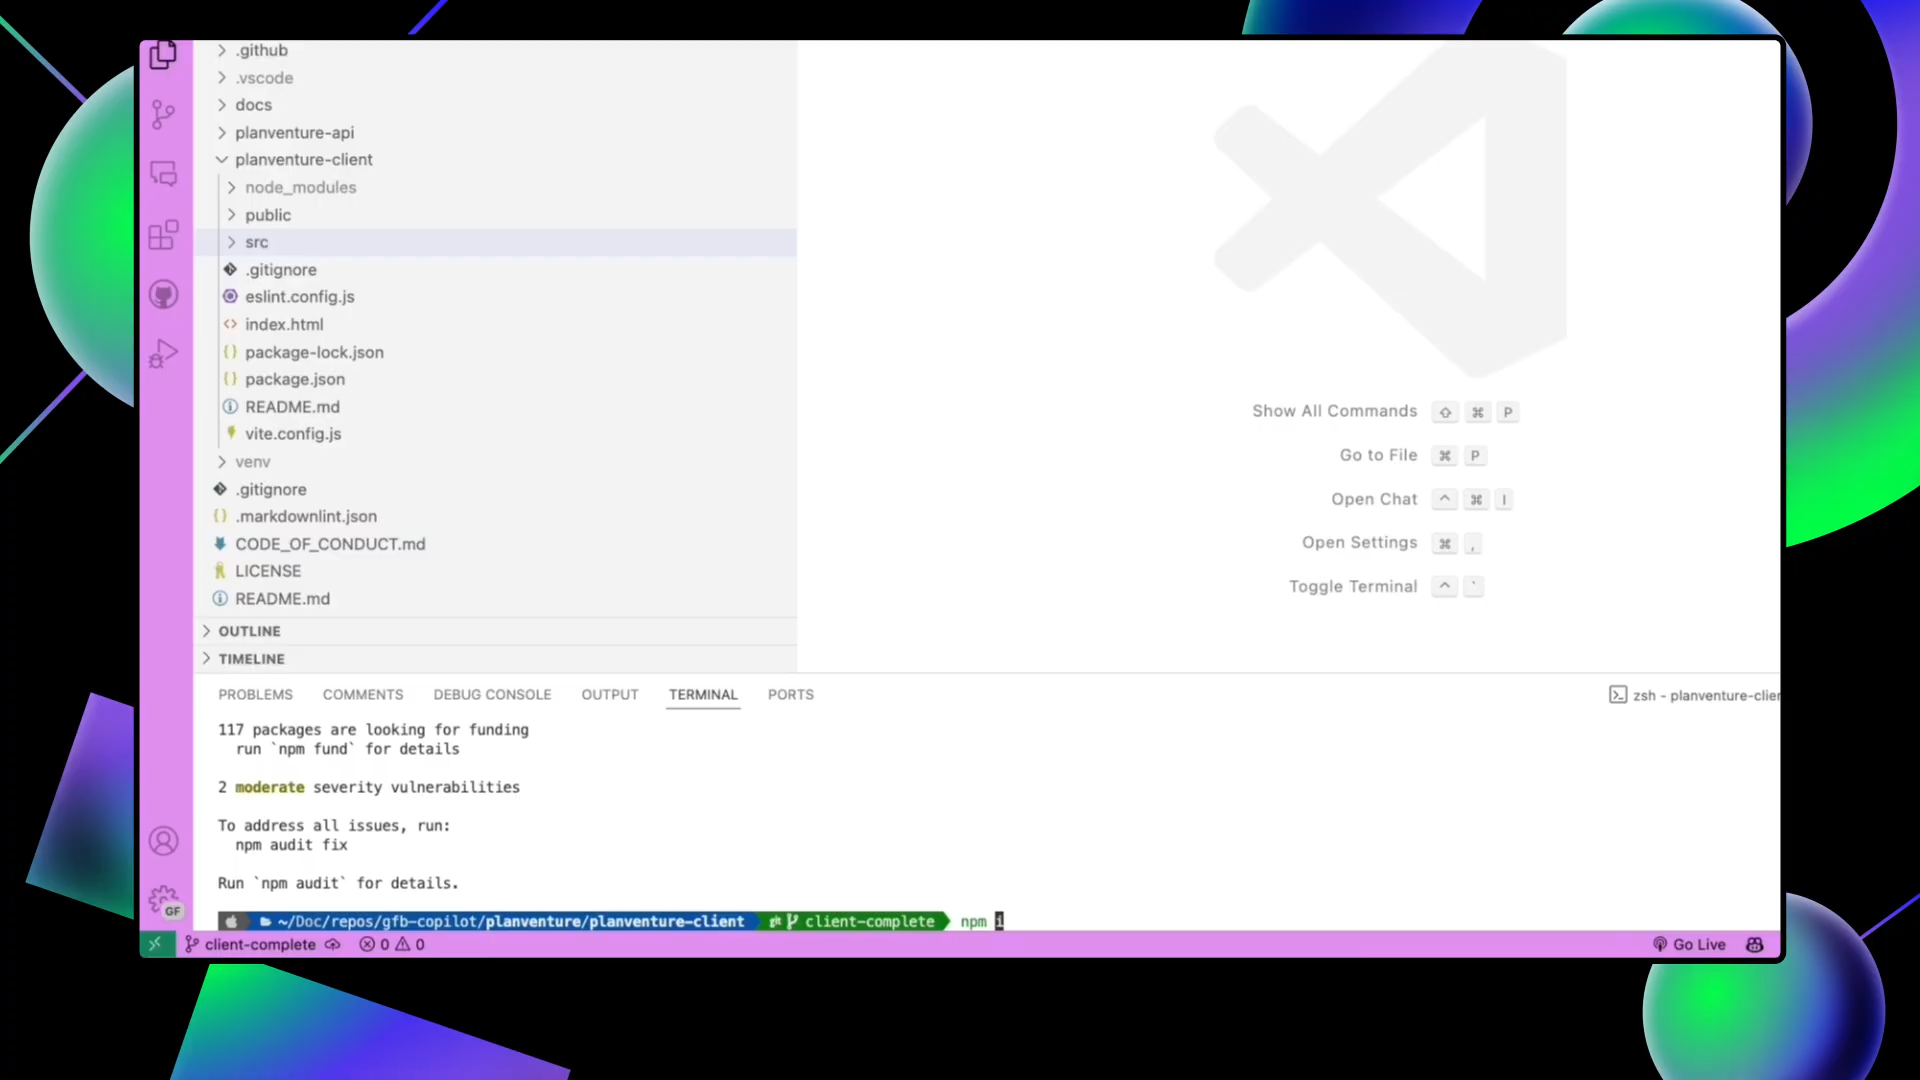 .github
.vscode
docs
planventure-api
planventure-client
node_modules
public
src
.gitignore
eslint.config.js
index.html
package-lock.json
package.json
README.md
vite.config.js
venv
.gitignore
.markdownlint.json
CODE_OF_CONDUCT.md
LICENSE
README.md
OUTLINE
TIMELINE
Show All Commands ⇧ ⌘ P
Go to File ⌘ P
Open Chat ^ ⌘ I
Open Settings ⌘ ,
Toggle Terminal ^ `
PROBLEMS COMMENTS DEBUG CONSOLE OUTPUT TERMINAL PORTS
zsh - planventure-clien
117 packages are looking for funding
run `npm fund` for details
2 moderate severity vulnerabilities
To address all issues, run:
npm audit fix
Run `npm audit` for details.
~/Doc/repos/gfb-copilot/planventure/planventure-client git client-complete npm i
GF
client-complete 0 0 Go Live